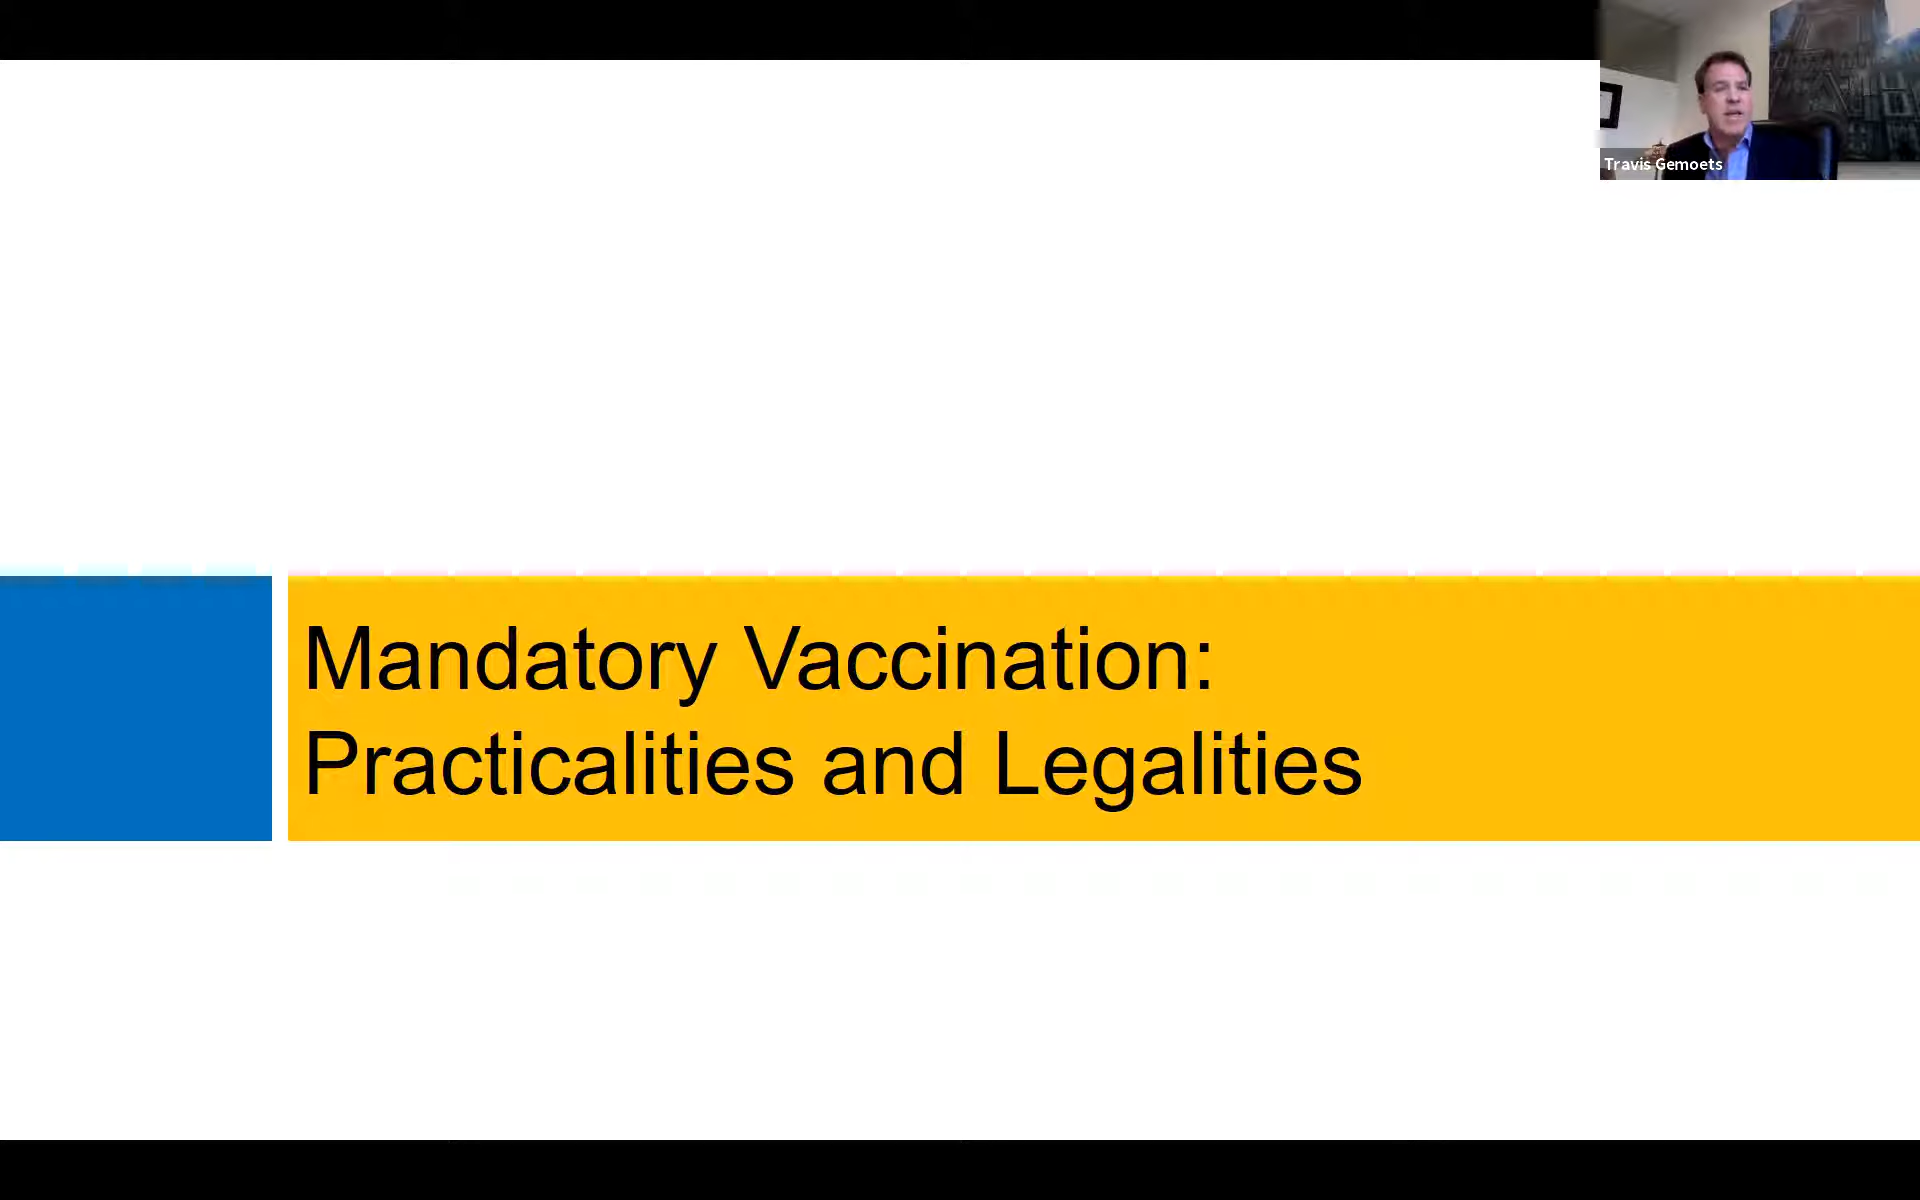 Travis Gemoets
Mandatory Vaccination:
Practicalities and Legalities